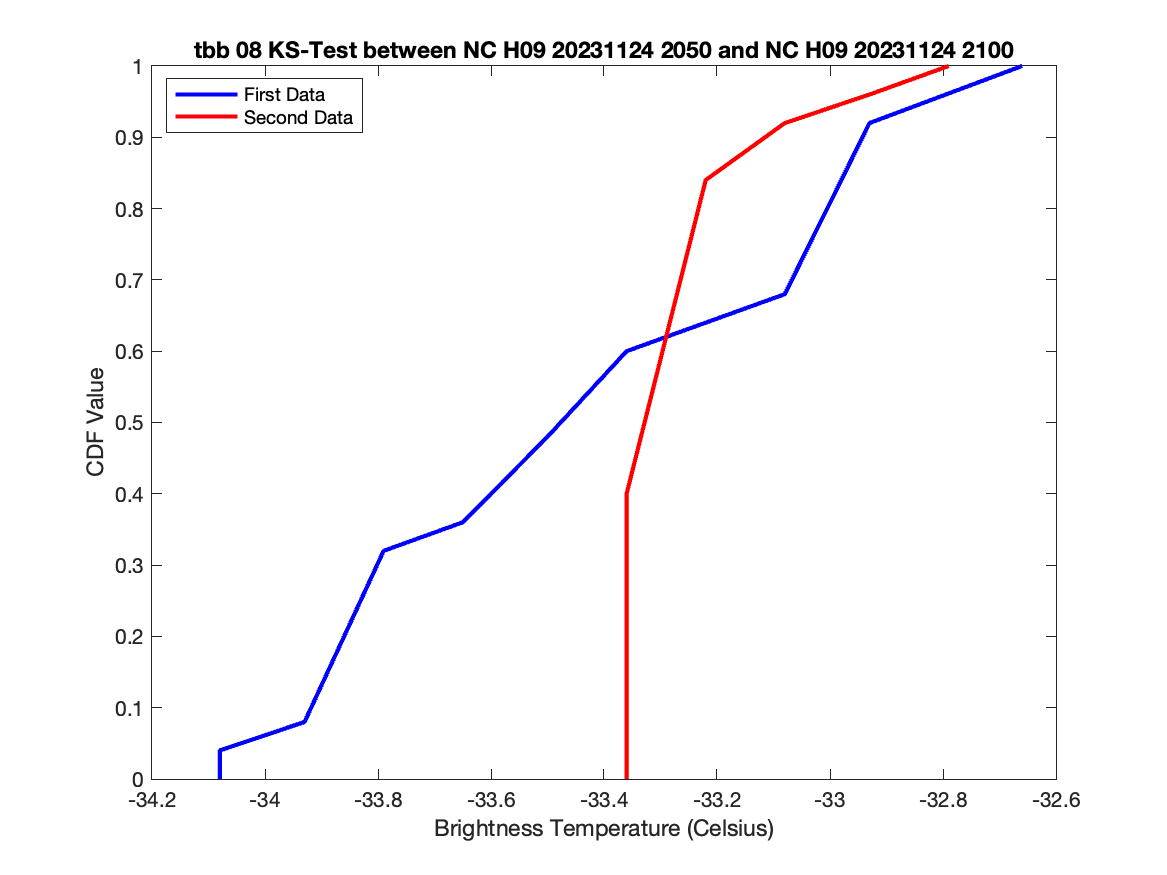 tbb 08 KS-Test between NC H09 20231124 2050 and NC H09 20231124 2100
First Data
Second Data
1
0.9
0.8
0.7
0.6
0.5
0.4
0.3
0.2
0.1
0
CDF Value
-34.2 -34 -33.8 -33.6 -33.4 -33.2 -33 -32.8 -32.6
Brightness Temperature (Celsius)